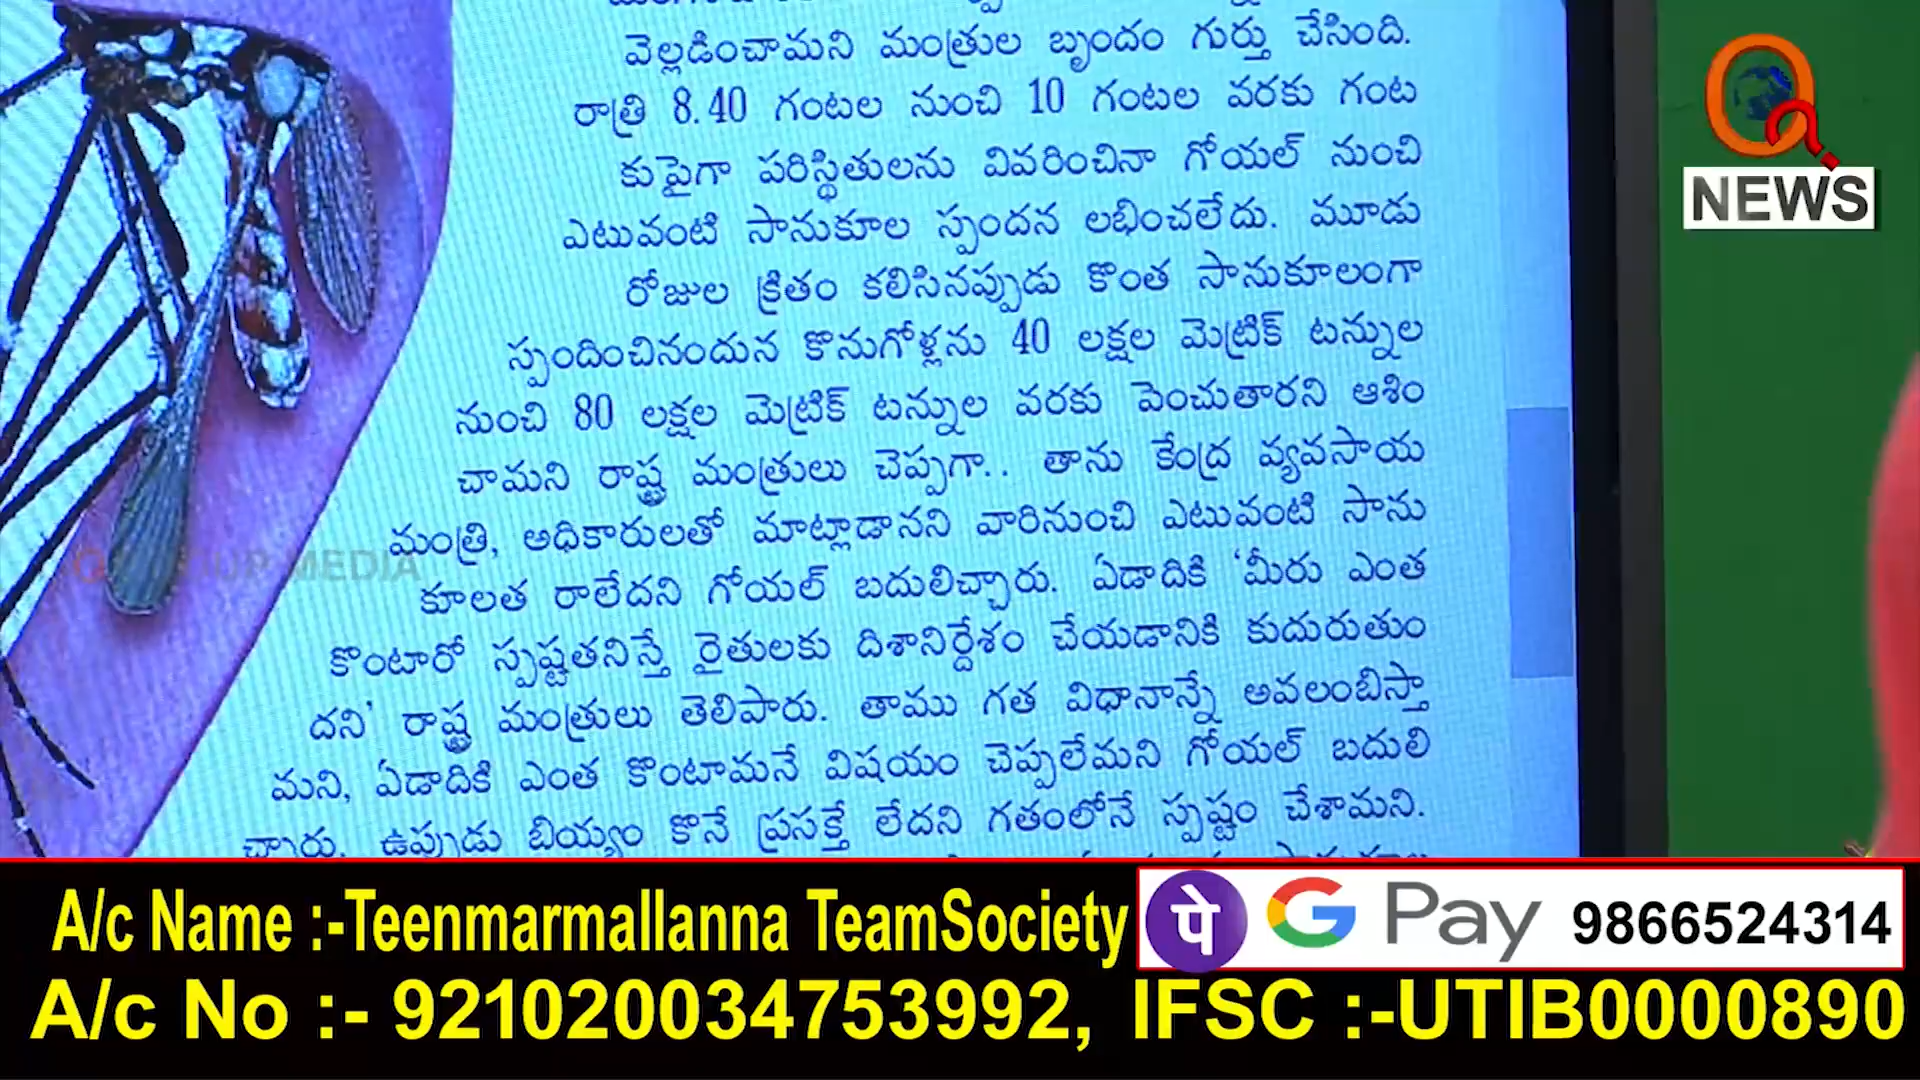 వెల్లడించామని మంత్రుల బృందం గుర్తు చేసింది.
రాత్రి 8.40 గంటల నుంచి 10 గంటల వరకు గంట
కుపైగా పరిస్థితులను వివరించినా గోయల్ నుంచి
ఎటువంటి సానుకూల స్పందన లభించలేదు. మూడు
రోజుల క్రితం కలిసినప్పుడు కొంత సానుకూలంగా
స్పందించినందున కొనుగోళ్లను 40 లక్షల మెట్రిక్ టన్నుల
నుంచి 80 లక్షల మెట్రిక్ టన్నుల వరకు పెంచుతారని ఆశిం
చామని రాష్ట్ర మంత్రులు చెప్పగా.. తాను కేంద్ర వ్యవసాయ
మంత్రి, అధికారులతో మాట్లాడానని వారినుంచి ఎటువంటి సాను
కూలత రాలేదని గోయల్ బదులిచ్చారు. ఏడాదికి ‘మీరు ఎంత
కొంటారో స్పష్టతనిస్తే రైతులకు దిశానిర్దేశం చేయడానికి కుదురుతుం
దని’ రాష్ట్ర మంత్రులు తెలిపారు. తాము గత విధానాన్నే అవలంబిస్తా
మని, ఏడాదికి ఎంత కొంటామనే విషయం చెప్పలేమని గోయల్ బదులి
చ్చారు. ఉప్పుడు బియ్యం కొనే ప్రసక్తే లేదని గతంలోనే స్పష్టం చేశామని.
Q NEWS
MEDIA
A/c Name :-Teenmarmallanna TeamSociety
पे G Pay 9866524314
A/c No :- 921020034753992, IFSC :-UTIB0000890